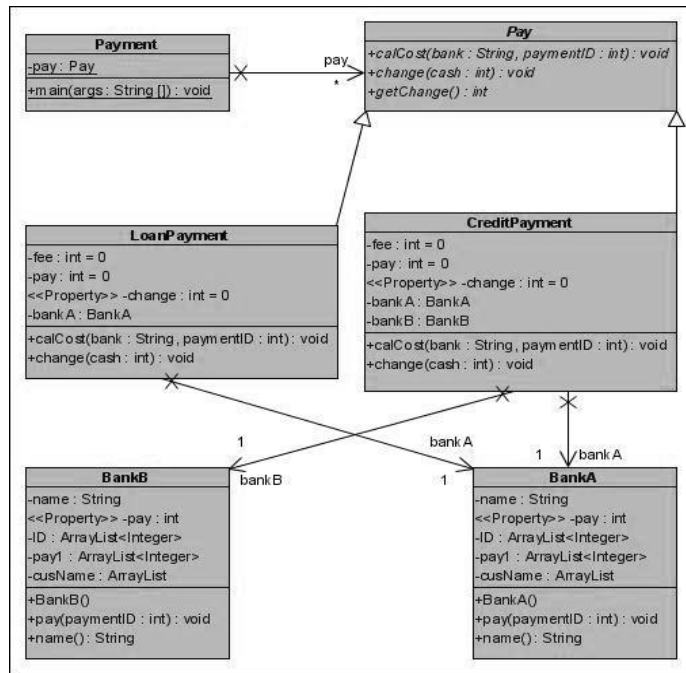 Payment
-pay : Pay
+main(args : String []) : void
pay
*
Pay
+calCost(bank : String, paymentID : int) : void
+change(cash : int) : void
+getChange() : int
LoanPayment
-fee : int = 0
-pay : int = 0
<<Property>> -change : int = 0
-bankA : BankA
+calCost(bank : String, paymentID : int) : void
+change(cash : int) : void
CreditPayment
-fee : int = 0
-pay : int = 0
<<Property>> -change : int = 0
-bankA : BankA
-bankB : BankB
+calCost(bank : String, paymentID : int) : void
+change(cash : int) : void
1
bankB
bankA
1
1
bankA
BankB
-name : String
<<Property>> -pay : int
-ID : ArrayList<Integer>
-pay1 : ArrayList<Integer>
-cusName : ArrayList
+BankB()
+pay(paymentID : int) : void
+name() : String
BankA
-name : String
<<Property>> -pay : int
-ID : ArrayList<Integer>
-pay1 : ArrayList<Integer>
-cusName : ArrayList
+BankA()
+pay(paymentID : int) : void
+name() : String